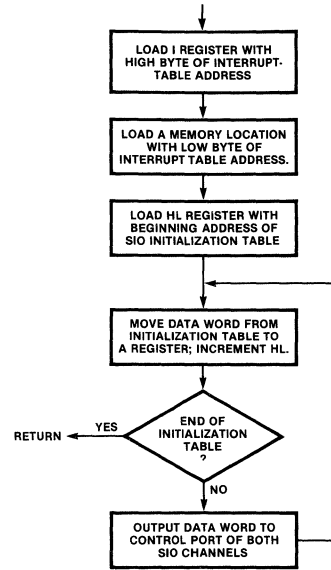 LOAD I REGISTER WITH
HIGH BYTE OF INTERRUPT-
TABLE ADDRESS
LOAD A MEMORY LOCATION
WITH LOW BYTE OF
INTERRUPT TABLE ADDRESS.
LOAD HL REGISTER WITH
BEGINNING ADDRESS OF
SIO INITIALIZATION TABLE
MOVE DATA WORD FROM
INITIALIZATION TABLE TO
A REGISTER; INCREMENT HL.
END OF
INITIALIZATION
TABLE
?
YES
RETURN
NO
OUTPUT DATA WORD TO
CONTROL PORT OF BOTH
SIO CHANNELS